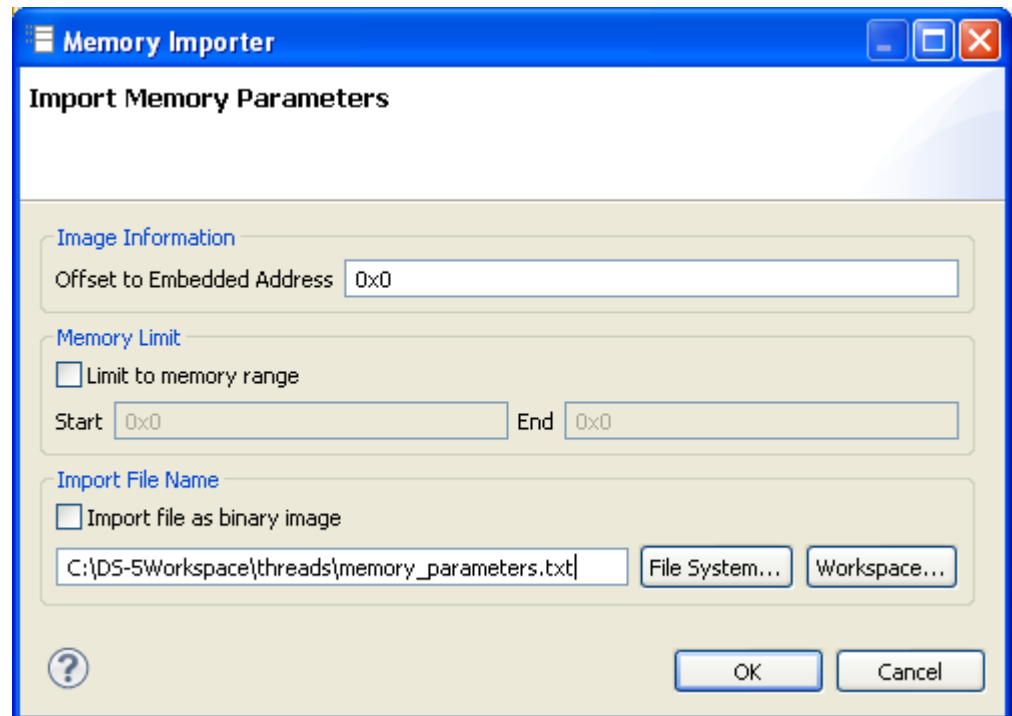 Memory Importer
Import Memory Parameters
Image Information
Offset to Embedded Address 0x0
Memory Limit
Limit to memory range
Start 0x0 End 0x0
Import File Name
Import file as binary image
C:\DS-5Workspace\threads\memory_parameters.txt File System... Workspace...
? OK Cancel